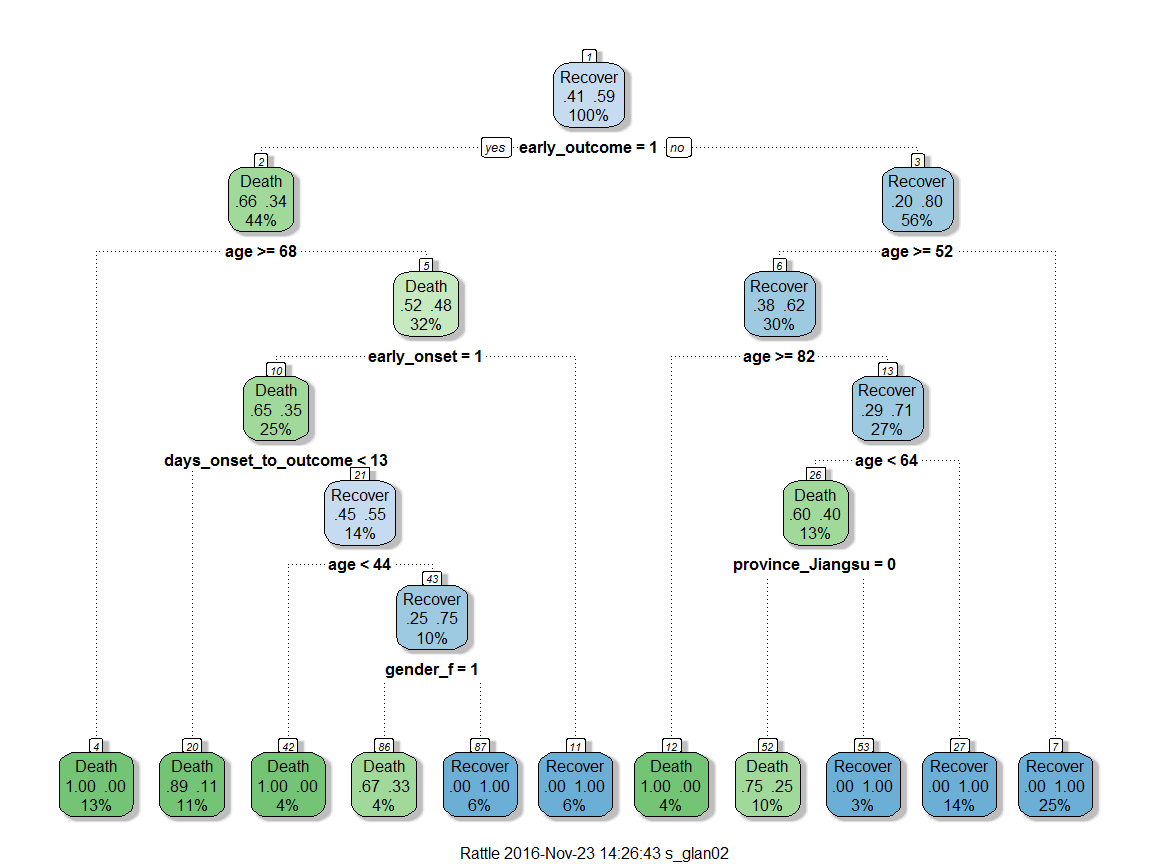 1
Recover
.41 .59
100%
yes early_outcome = 1 no
2
Death
.66 .34
44%
3
Recover
.20 .80
56%
age >= 68
age >= 52
5
Death
.52 .48
32%
6
Recover
.38 .62
30%
early_onset = 1
age >= 82
10
Death
.65 .35
25%
13
Recover
.29 .71
27%
days_onset_to_outcome < 13
age < 64
21
Recover
.45 .55
14%
26
Death
.60 .40
13%
age < 44
province_Jiangsu = 0
43
Recover
.25 .75
10%
gender_f = 1
4
Death
1.00 .00
13%
20
Death
.89 .11
11%
42
Death
1.00 .00
4%
86
Death
.67 .33
4%
87
Recover
.00 1.00
6%
11
Recover
.00 1.00
6%
12
Death
1.00 .00
4%
52
Death
.75 .25
10%
53
Recover
.00 1.00
3%
27
Recover
.00 1.00
14%
7
Recover
.00 1.00
25%
Rattle 2016-Nov-23 14:26:43 s_glan02